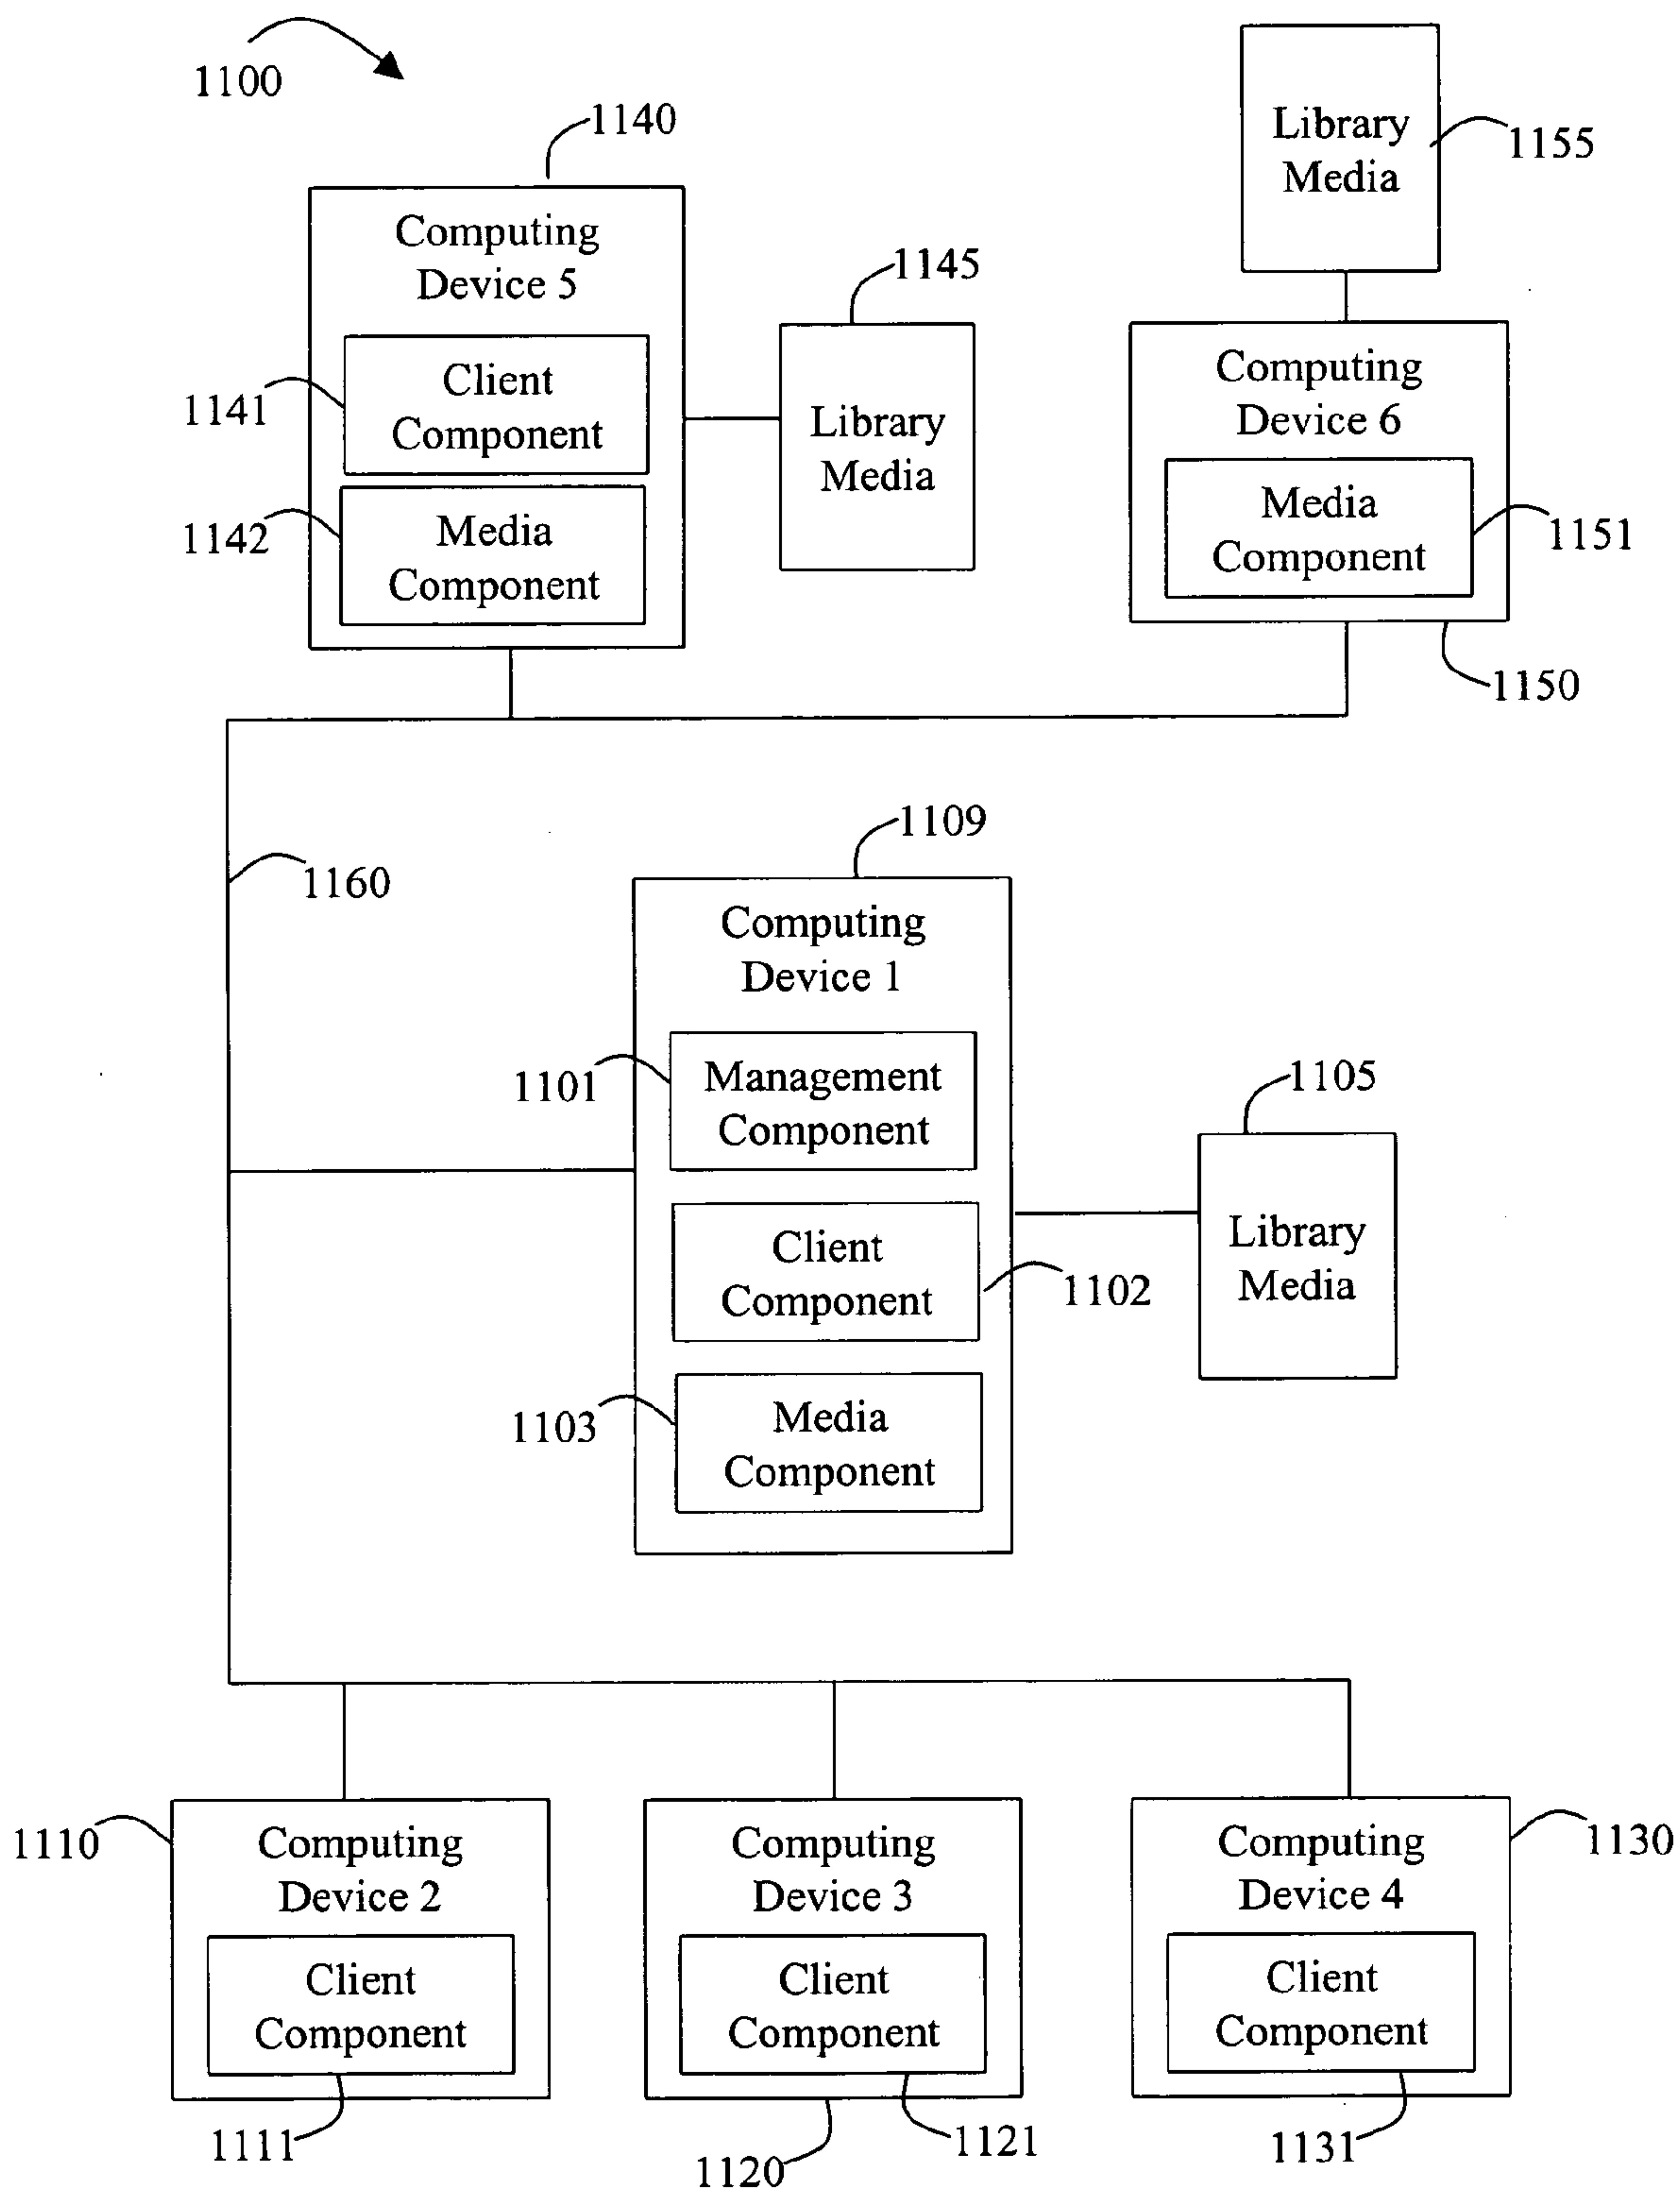 1100
1140
Library
Media
1155
Computing
Device 5
1145
Client
Component
1141
Media
Component
1142
Library
Media
Computing
Device 6
Media
Component
1151
1150
1160
1109
Computing
Device 1
1101
Management
Component
1105
Client
Component
1102
Library
Media
1103
Media
Component
1110
Computing
Device 2
Client
Component
1111
Computing
Device 3
Client
Component
1120
1121
1130
Computing
Device 4
Client
Component
1131